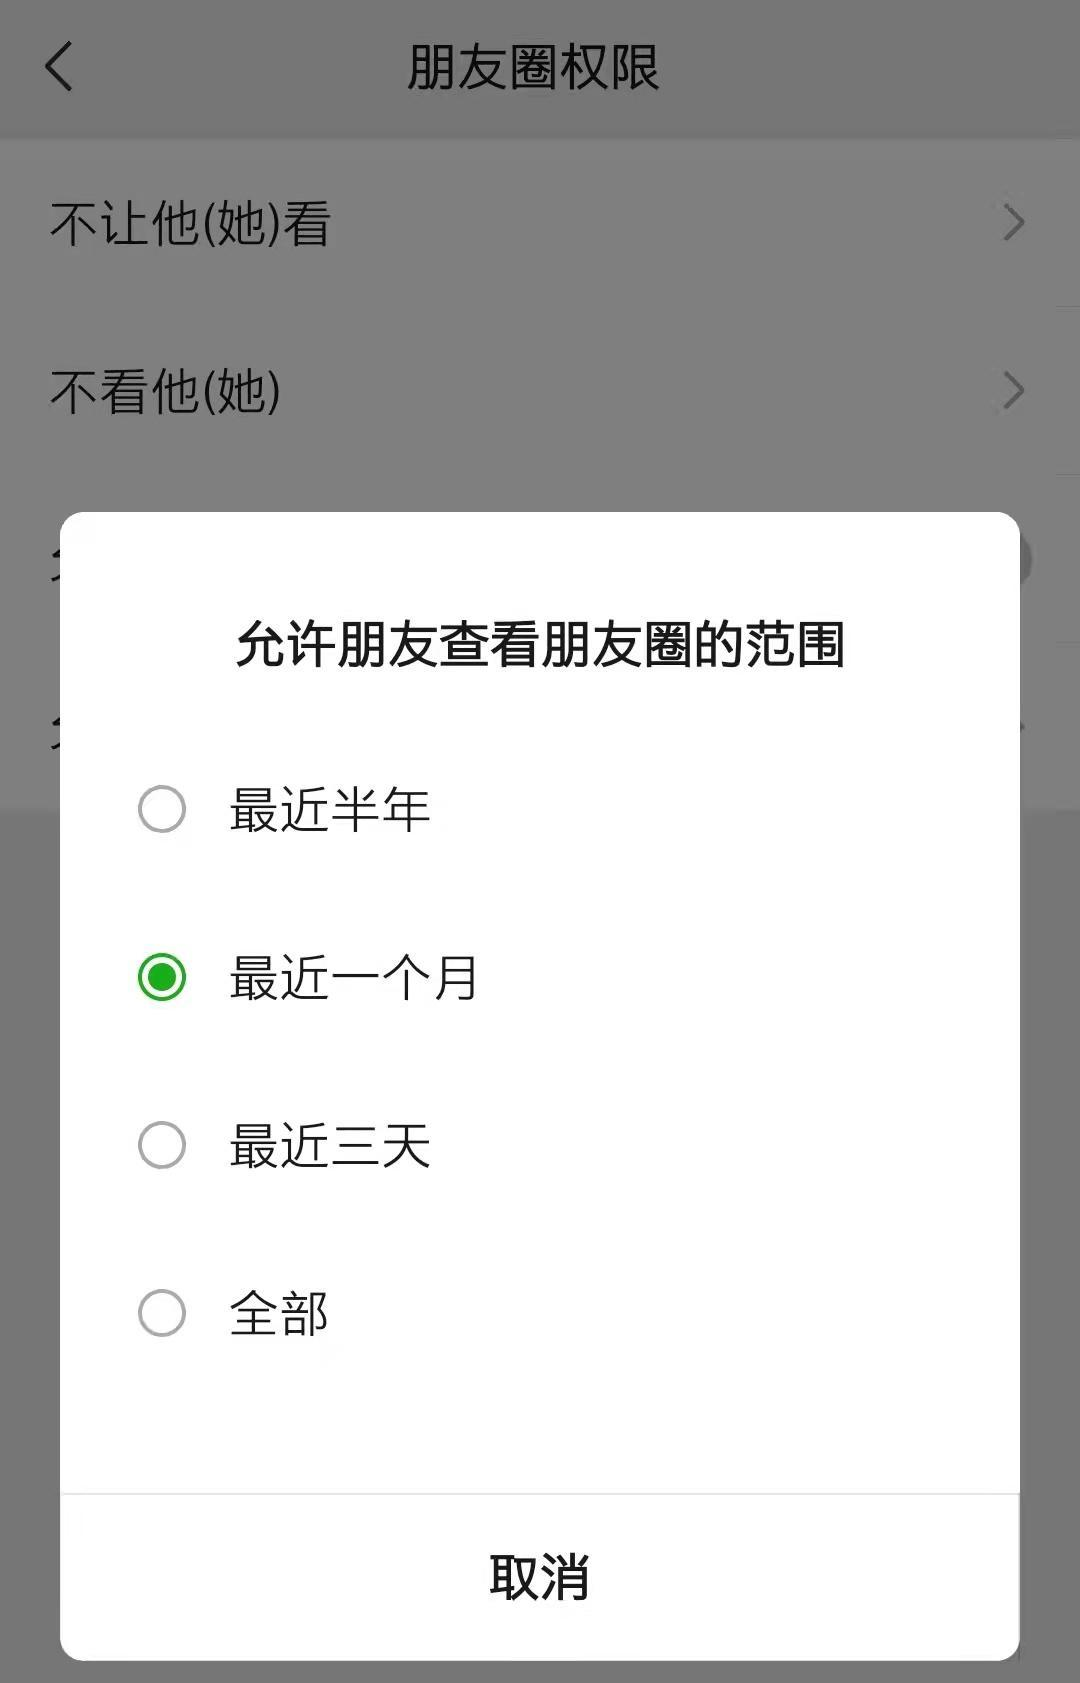 朋友圈权限
不让他(她)看
不看他(她)
允许朋友查看朋友圈的范围
最近半年
最近一个月
最近三天
全部
取消